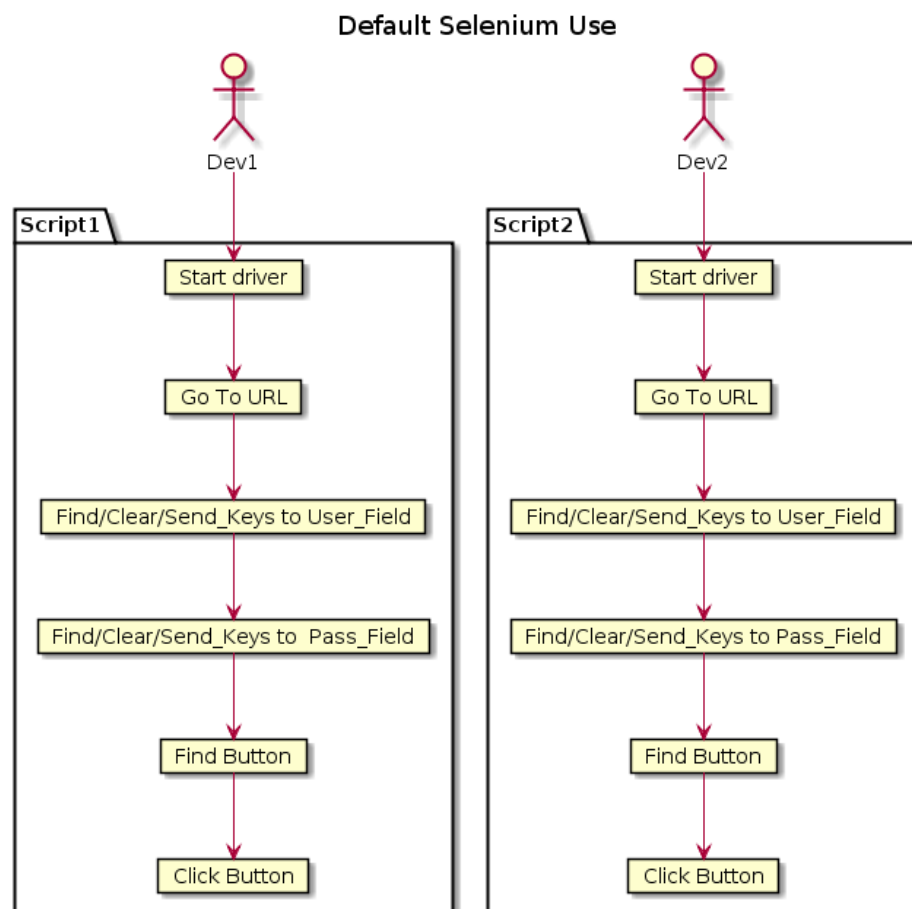 Default Selenium Use
Dev1
Dev2
Script1
Start driver
Go To URL
Find/Clear/Send_Keys to User_Field
Find/Clear/Send_Keys to  Pass_Field
Find Button
Click Button
Script2
Start driver
Go To URL
Find/Clear/Send_Keys to User_Field
Find/Clear/Send_Keys to Pass_Field
Find Button
Click Button